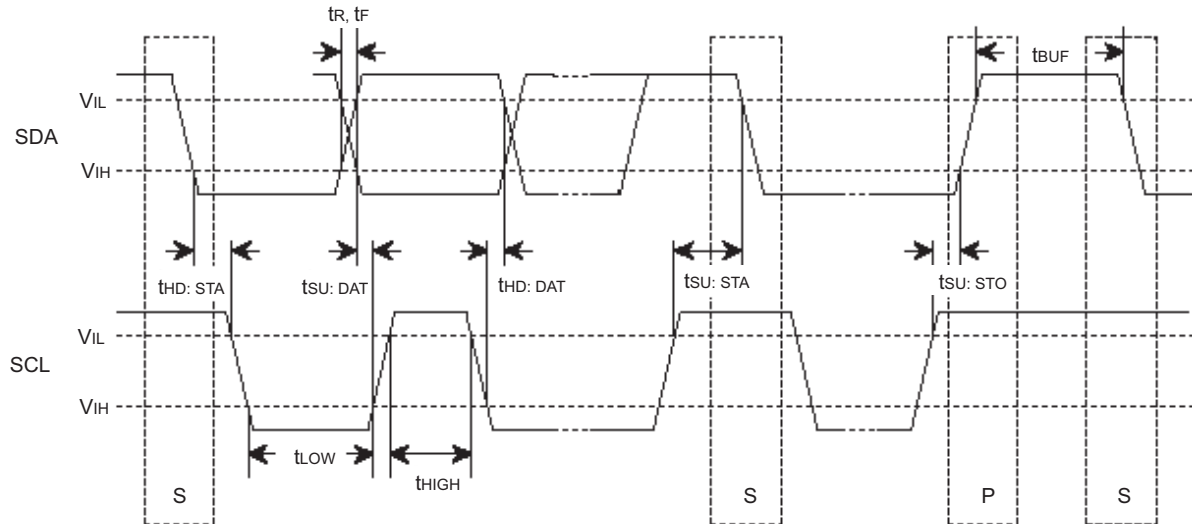 tR, tF
tBUF
VIL
SDA
VIH
tHD: STA
tSU: DAT
tHD: DAT
tSU: STA
tSU: STO
VIL
SCL
VIH
tLOW
tHIGH
S
S
P
S